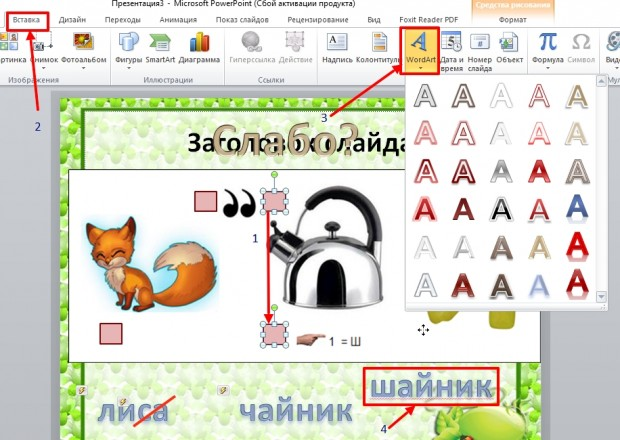 Презентация3 - Microsoft PowerPoint (Сбой активации продукта)
Средства рисования
Вставка Дизайн Переходы Анимация Показ слайдов Рецензирование Вид Foxit Reader PDF Формат
Снимок Фотоальбом Фигуры SmartArt Диаграмма Гиперссылка Действие Надпись Колонтитулы WordArt Дата и время Номер слайда Объект Формула Символ
Изображения Иллюстрации Ссылки
2
3
Слабо?
Заголовок слайда
1
1 = Ш
лиса чайник шайник
4